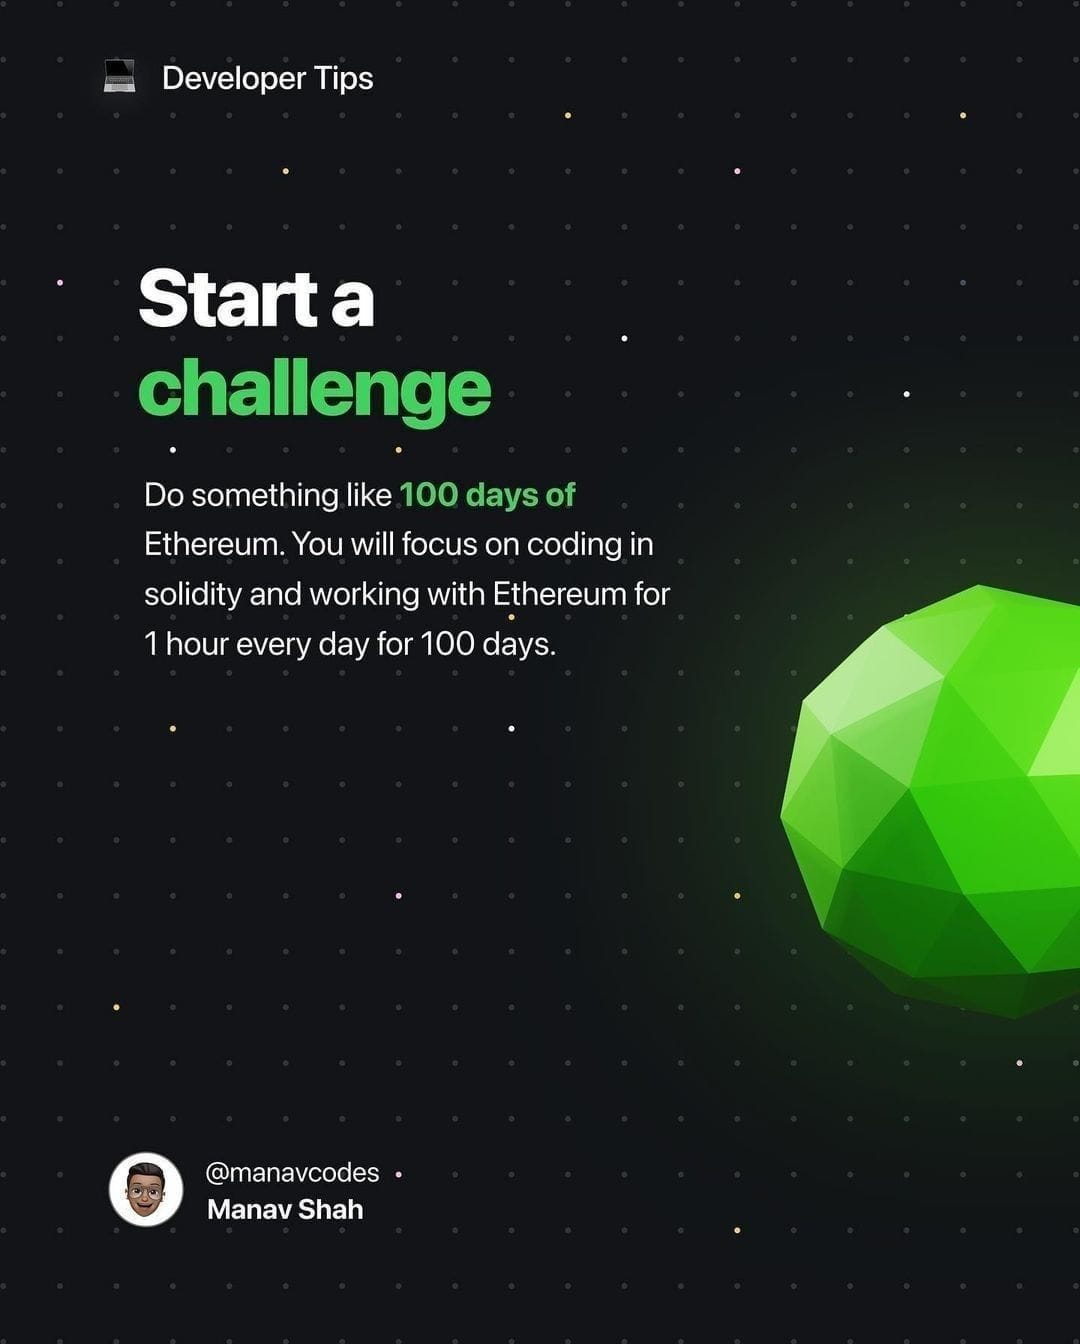 Developer Tips
Start a
challenge
Do something like 100 days of
Ethereum. You will focus on coding in
solidity and working with Ethereum for
1 hour every day for 100 days.
@manavcodes
Manav Shah